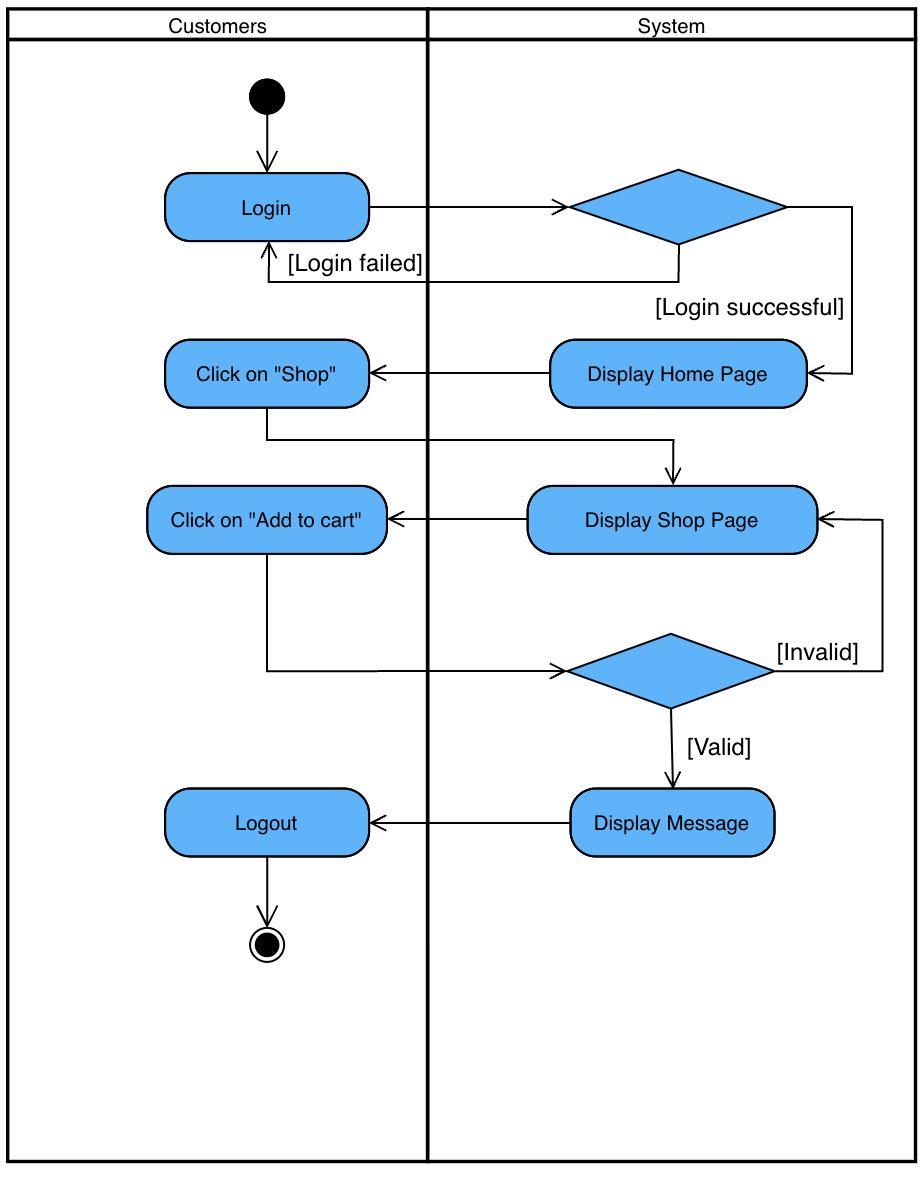 Customers
System
Login
[Login failed]
[Login successful]
Click on "Shop"
Display Home Page
Click on "Add to cart"
Display Shop Page
[Invalid]
[Valid]
Logout
Display Message